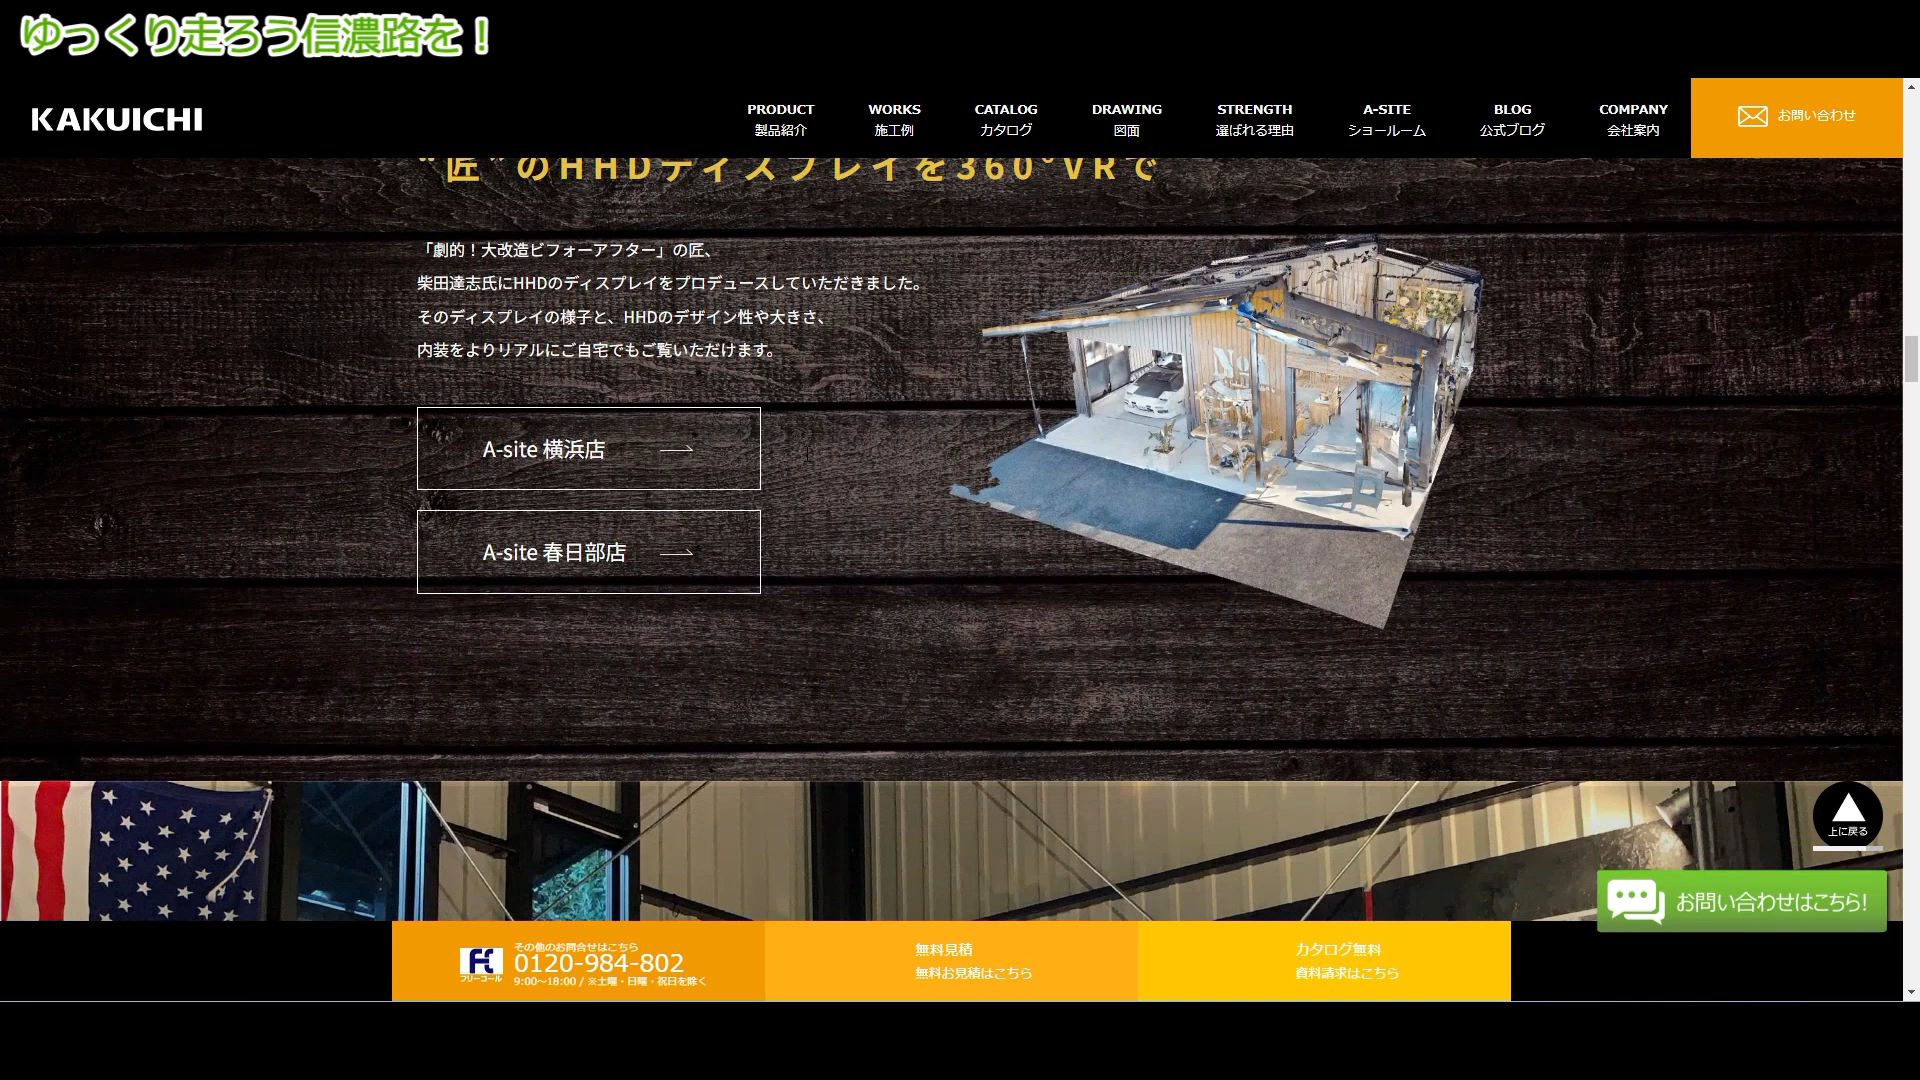 ゆっくり走ろう信濃路を！
KAKUICHI
PRODUCT
製品紹介
WORKS
施工例
CATALOG
カタログ
DRAWING
図面
STRENGTH
選ばれる理由
A-SITE
ショールーム
BLOG
公式ブログ
COMPANY
会社案内
お問い合わせ
“匠”のHHDディスプレイを360°VRで
「劇的！大改造ビフォーアフター」の匠、
柴田達志氏にHHDのディスプレイをプロデュースしていただきました。
そのディスプレイの様子と、HHDのデザイン性や大きさ、
内装をよりリアルにご自宅でもご覧いただけます。
A-site 横浜店
A-site 春日部店
上に戻る
お問い合わせはこちら!
フリーコール
その他のお問合せはこちら
0120-984-802
9:00～18:00 / ※土曜・日曜・祝日を除く
無料見積
無料お見積はこちら
カタログ無料
資料請求はこちら